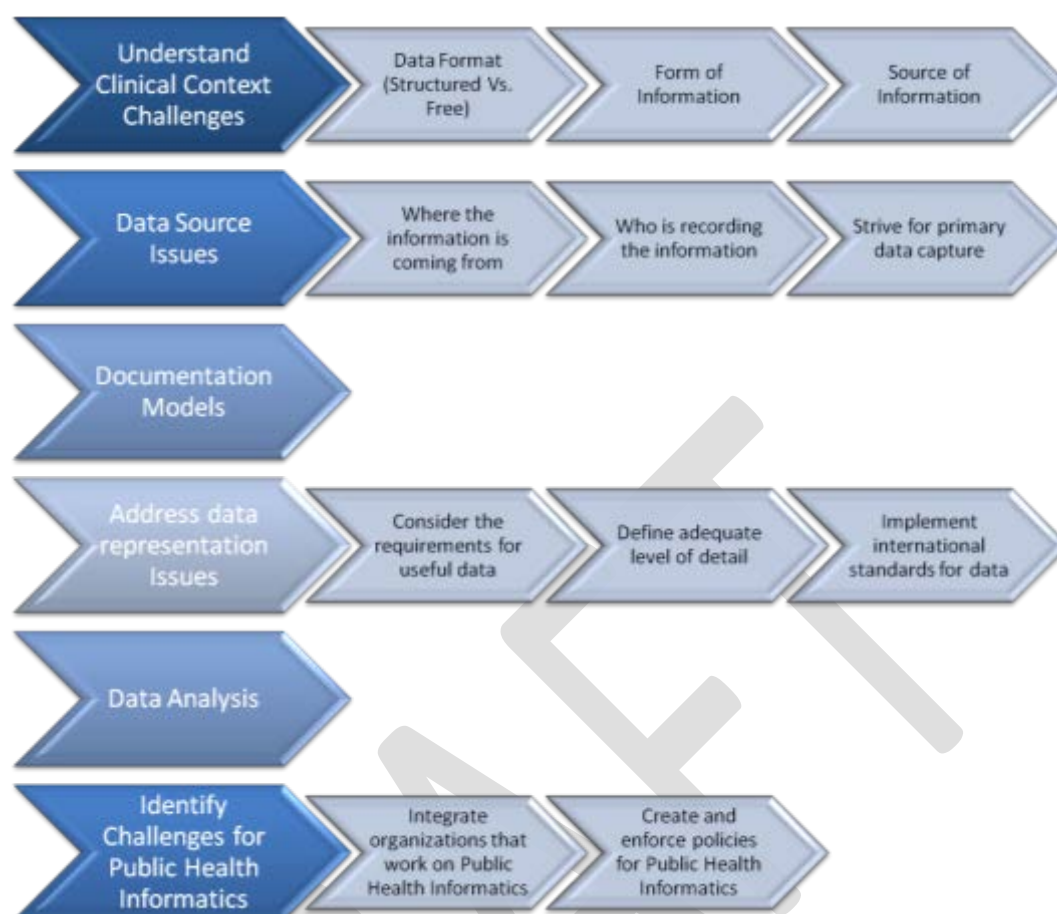 Understand
Clinical Context
Challenges
Data Format
(Structured Vs.
Free)
Form of
Information
Source of
Information
Data Source
Issues
Where the
information is
coming from
Who is recording
the information
Strive for primary
data capture
Documentation
Models
Address data
representation
Issues
Consider the
requirements for
useful data
Define adequate
level of detail
Implement
international
standards for data
Data Analysis
Identify
Challenges for
Public Health
Informatics
Integrate
organizations that
work on Public
Health Informatics
Create and
enforce policies
for Public Health
Informatics